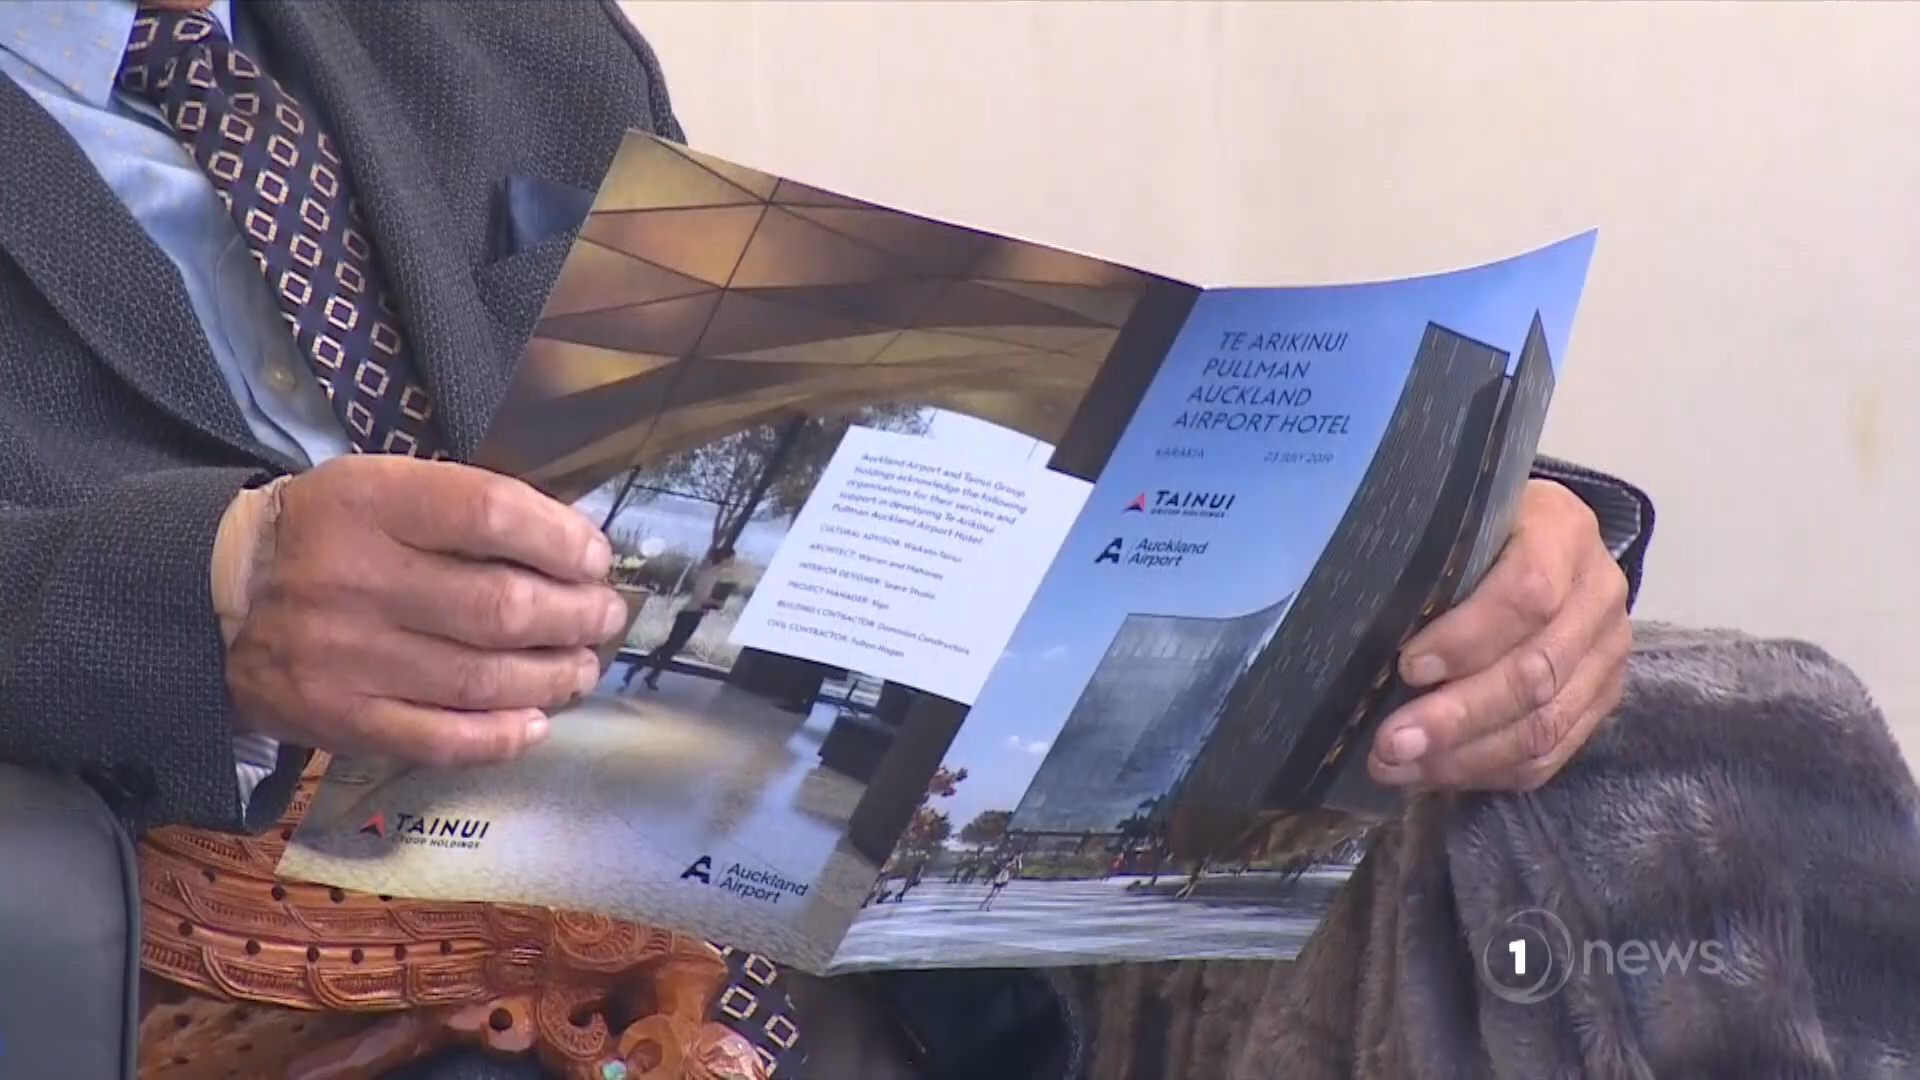 Auckland Airport and Tainui Group
Holdings acknowledge the following
organisations for their services and
support in developing Te Arikinui
Pullman Auckland Airport Hotel
CULTURAL ADVISOR: Waikato-Tainui
ARCHITECT: Warren and Mahoney
INTERIOR DESIGNER: Space Studio
PROJECT MANAGER:
BUILDING CONTRACTOR: Dominion Constructors
CIVIL CONTRACTOR: Fulton Hogan
TAINUI
GROUP HOLDINGS
Auckland
Airport
TE ARIKINUI
PULLMAN
AUCKLAND
AIRPORT HOTEL
KARAKIA 23 JULY 2019
TAINUI
GROUP HOLDINGS
Auckland
Airport
1 news